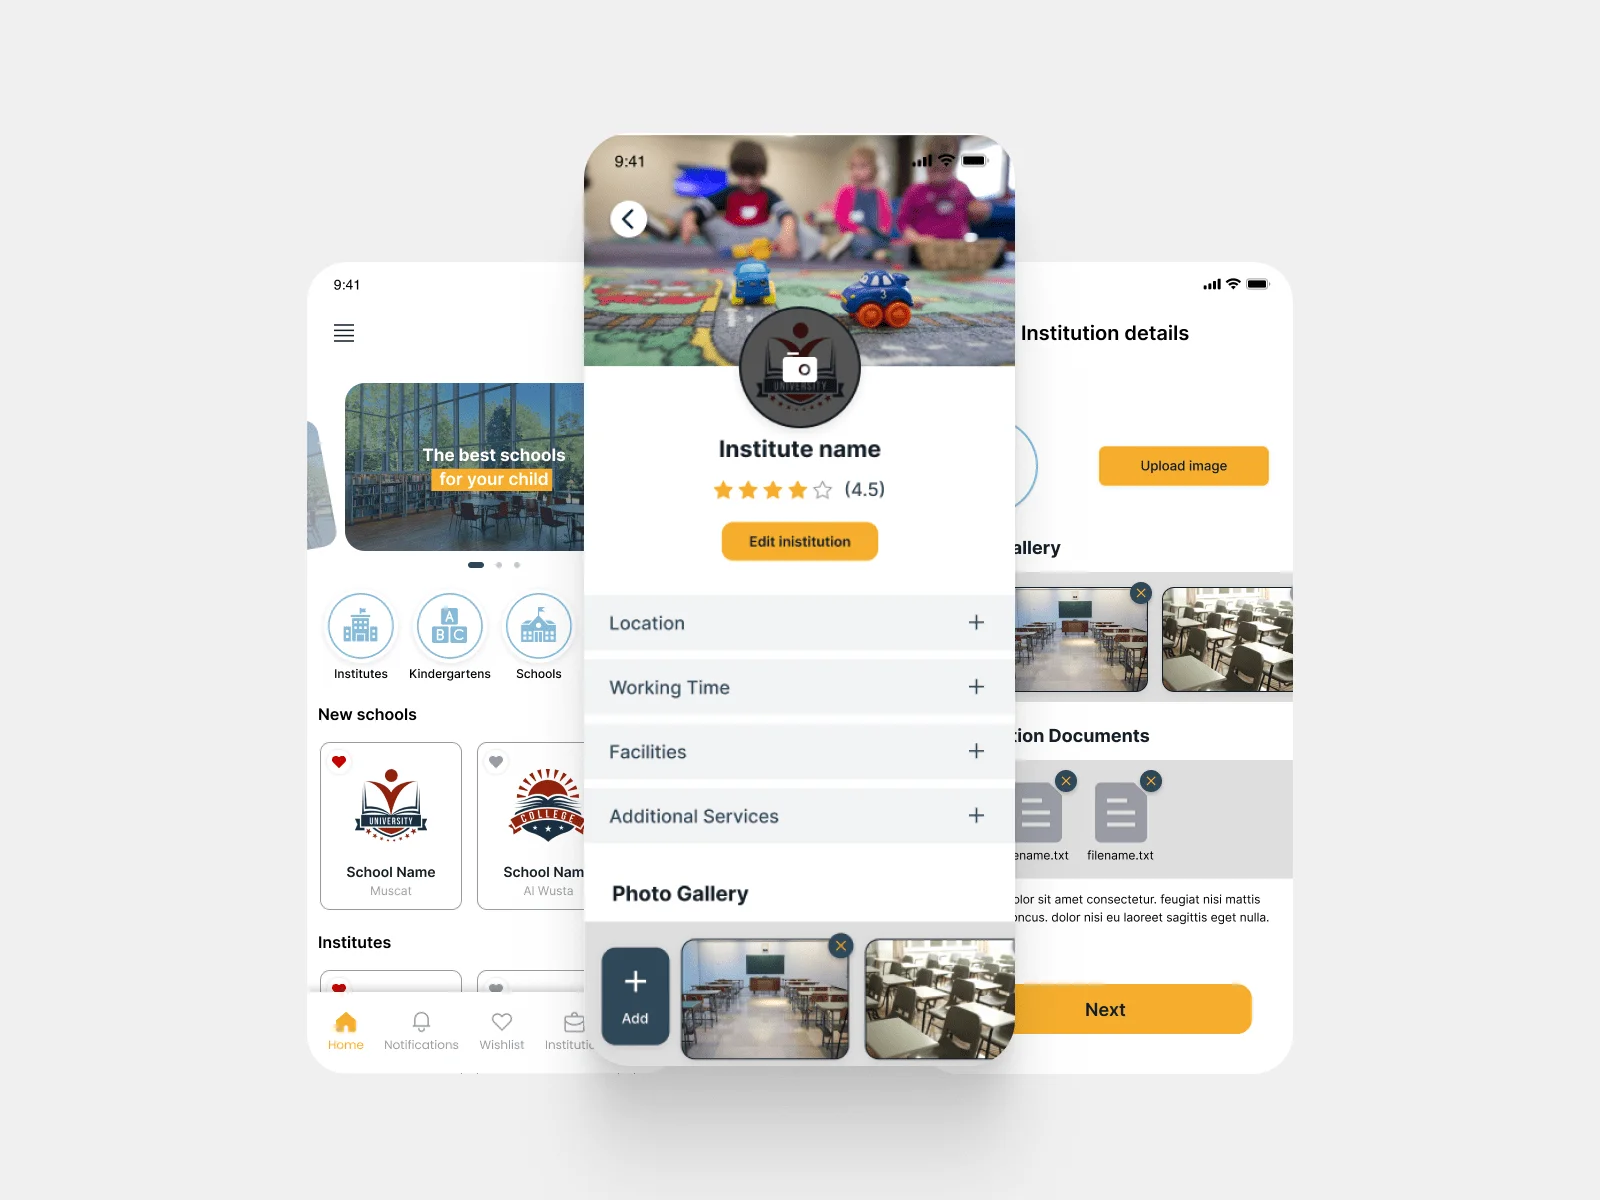 9:41
The best schools
for your child
A
B C
Institutes
Kindergartens
Schools
New schools
UNIVERSITY
School Name
Muscat
COLLEGE
School Nam
Al Wusta
Institutes
Home
Notifications
Wishlist
Instituti
9:41
3
UNIVERSITY
Institute name
(4.5)
Edit inistitution
Location
Working Time
Facilities
Additional Services
Photo Gallery
Add
Institution details
Upload image
allery
tion Documents
ename.txt
filename.txt
olor sit amet consectetur. feugiat nisi mattis
oncus. dolor nisi eu laoreet sagittis eget nulla.
Next